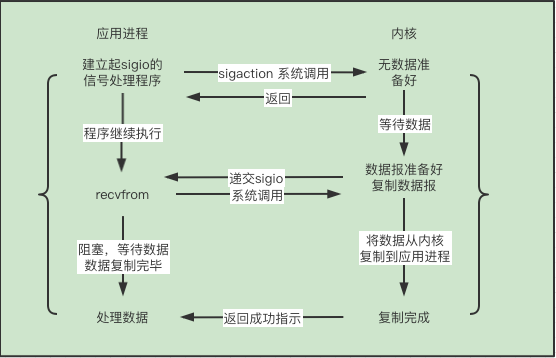 应用进程
内核
建立起sigio的
信号处理程序
sigaction 系统调用
无数据准
备好
返回
程序继续执行
等待数据
递交sigio
数据报准备好
复制数据报
recvfrom
系统调用
阻塞，等待数据
数据复制完毕
将数据从内核
复制到应用进程
处理数据
返回成功指示
复制完成